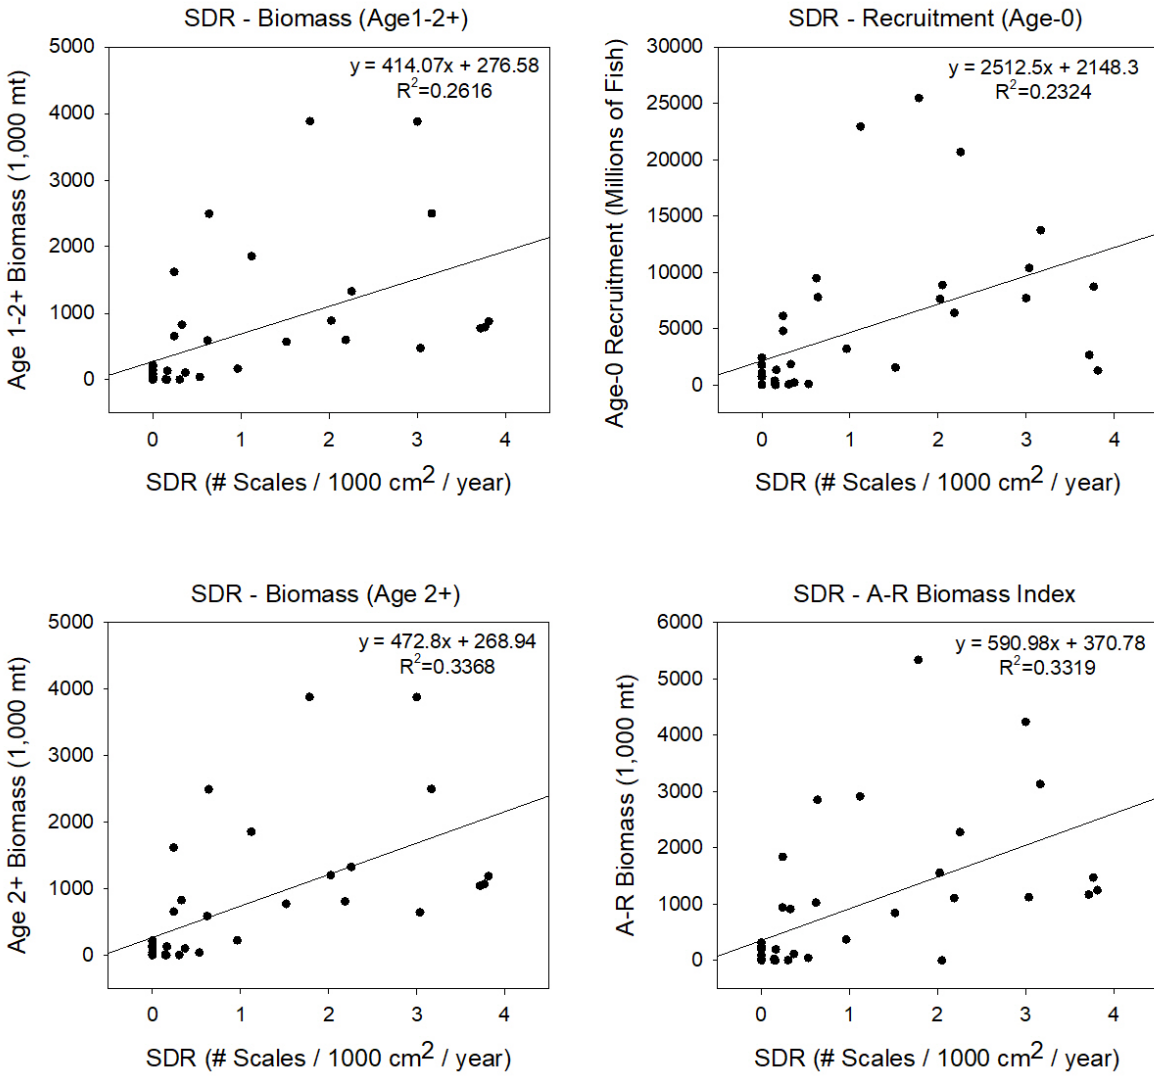 SDR - Biomass (Age1-2+)
y = 414.07x + 276.58
R²=0.2616
Age 1-2+ Biomass (1,000 mt)
5000
4000
3000
2000
1000
0
0 1 2 3 4
SDR (# Scales / 1000 cm² / year)
SDR - Recruitment (Age-0)
y = 2512.5x + 2148.3
R²=0.2324
Age-0 Recruitment (Millions of Fish)
30000
25000
20000
15000
10000
5000
0
0 1 2 3 4
SDR (# Scales / 1000 cm² / year)
SDR - Biomass (Age 2+)
y = 472.8x + 268.94
R²=0.3368
Age 2+ Biomass (1,000 mt)
5000
4000
3000
2000
1000
0
0 1 2 3 4
SDR (# Scales / 1000 cm² / year)
SDR - A-R Biomass Index
y = 590.98x + 370.78
R²=0.3319
A-R Biomass (1,000 mt)
6000
5000
4000
3000
2000
1000
0
0 1 2 3 4
SDR (# Scales / 1000 cm² / year)